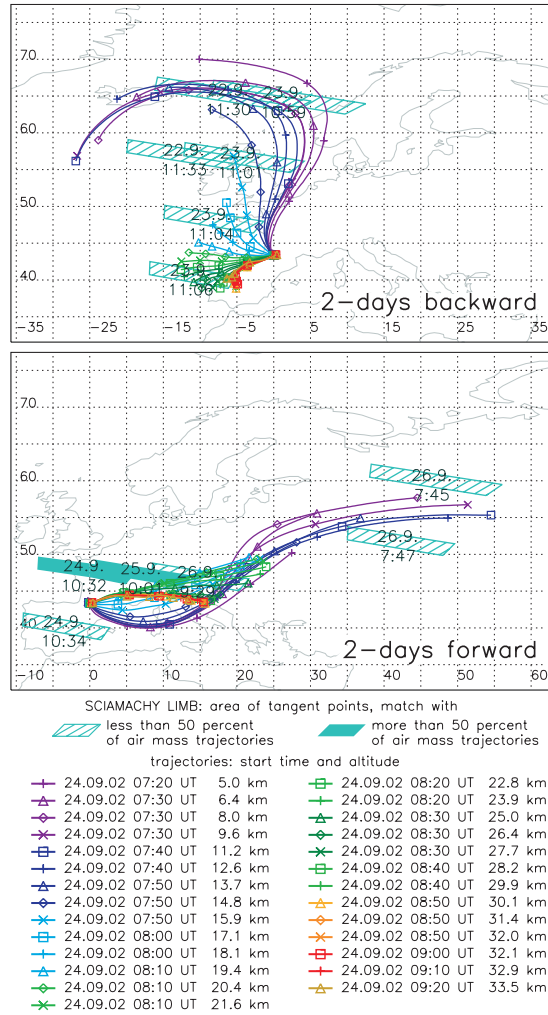 70
60
50
40
22.9.
11:30
23.9.
10:59
22.9.
11:33
23.9.
11:0
23.9.
11:04
23.9.
11:06
2-days backward
-35 -25 -15 -5 5 15 25 35
70
60
50
40
26.9.
7:45
26.9.
7:47
24.9.
10:32
25.9.
10:01
26.9.
9:29
24.9.
10:34
2-days forward
-10 0 10 20 30 40 50 60
SCIAMACHY LIMB: area of tangent points, match with
less than 50 percent
of air mass trajectories
more than 50 percent
of air mass trajectories
trajectories: start time and altitude
24.09.02 07:20 UT 5.0 km
24.09.02 07:30 UT 6.4 km
24.09.02 07:30 UT 8.0 km
24.09.02 07:30 UT 9.6 km
24.09.02 07:40 UT 11.2 km
24.09.02 07:40 UT 12.6 km
24.09.02 07:50 UT 13.7 km
24.09.02 07:50 UT 14.8 km
24.09.02 07:50 UT 15.9 km
24.09.02 08:00 UT 17.1 km
24.09.02 08:00 UT 18.1 km
24.09.02 08:10 UT 19.4 km
24.09.02 08:10 UT 20.4 km
24.09.02 08:10 UT 21.6 km
24.09.02 08:20 UT 22.8 km
24.09.02 08:20 UT 23.9 km
24.09.02 08:30 UT 25.0 km
24.09.02 08:30 UT 26.4 km
24.09.02 08:30 UT 27.7 km
24.09.02 08:40 UT 28.2 km
24.09.02 08:40 UT 29.9 km
24.09.02 08:50 UT 30.1 km
24.09.02 08:50 UT 31.4 km
24.09.02 08:50 UT 32.0 km
24.09.02 09:00 UT 32.1 km
24.09.02 09:10 UT 32.9 km
24.09.02 09:20 UT 33.5 km